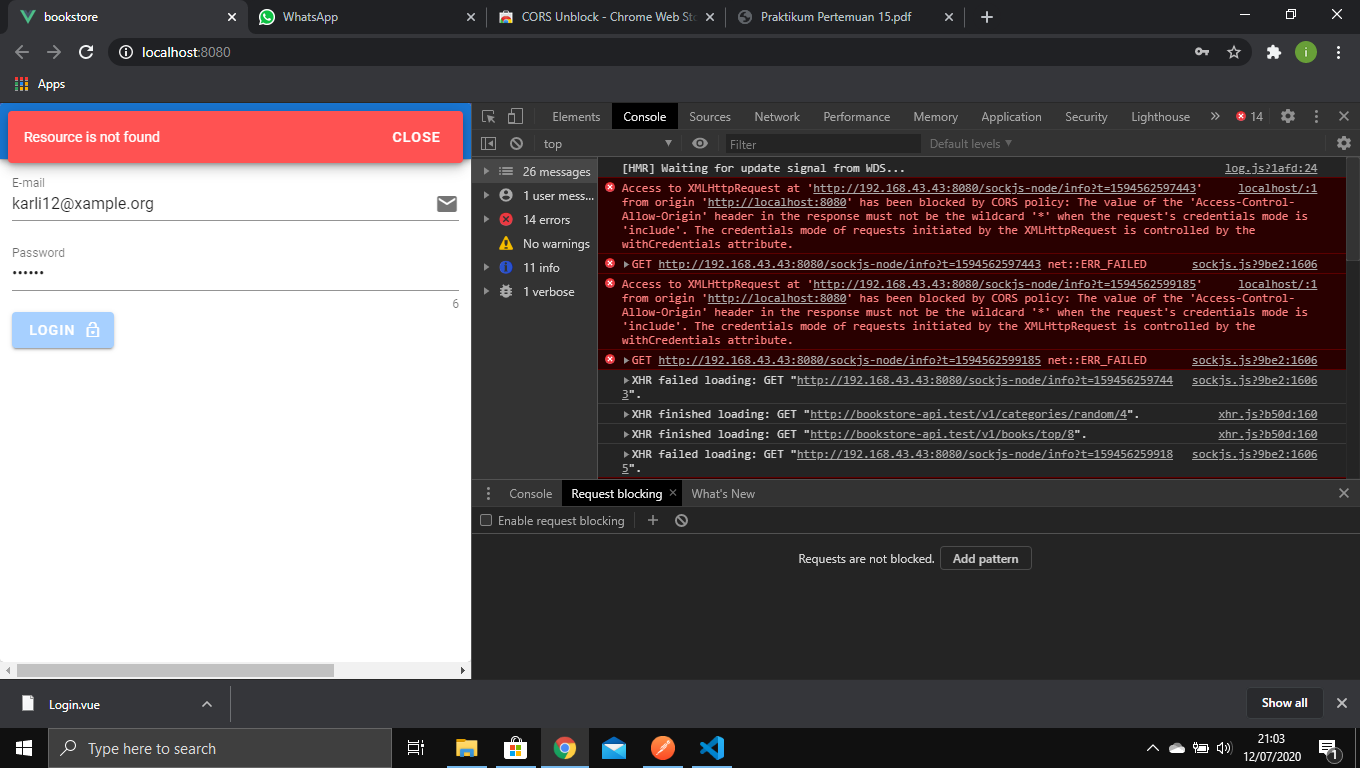 bookstore
WhatsApp
CORS Unblock - Chrome Web St
Praktikum Pertemuan 15.pdf
localhost:8080
i
Apps
Resource is not found
CLOSE
E-mail
karli12@xample.org
Password
••••••
6
LOGIN
Elements
Console
Sources
Network
Performance
Memory
Application
Security
Lighthouse
14
top
Filter
Default levels
26 messages
1 user mess...
14 errors
No warnings
11 info
1 verbose
[HMR] Waiting for update signal from WDS...
log.js?1afd:24
Access to XMLHttpRequest at 'http://192.168.43.43:8080/sockjs-node/info?t=1594562597443'
localhost/:1
from origin 'http://localhost:8080' has been blocked by CORS policy: The value of the 'Access-Control-
Allow-Origin' header in the response must not be the wildcard '*' when the request's credentials mode is
'include'. The credentials mode of requests initiated by the XMLHttpRequest is controlled by the
withCredentials attribute.
GET http://192.168.43.43:8080/sockjs-node/info?t=1594562597443 net::ERR_FAILED
sockjs.js?9be2:1606
Access to XMLHttpRequest at 'http://192.168.43.43:8080/sockjs-node/info?t=1594562599185'
localhost/:1
from origin 'http://localhost:8080' has been blocked by CORS policy: The value of the 'Access-Control-
Allow-Origin' header in the response must not be the wildcard '*' when the request's credentials mode is
'include'. The credentials mode of requests initiated by the XMLHttpRequest is controlled by the
withCredentials attribute.
GET http://192.168.43.43:8080/sockjs-node/info?t=1594562599185 net::ERR_FAILED
sockjs.js?9be2:1606
XHR failed loading: GET "http://192.168.43.43:8080/sockjs-node/info?t=159456259744
sockjs.js?9be2:1606
3".
XHR finished loading: GET "http://bookstore-api.test/v1/categories/random/4".
xhr.js?b50d:160
XHR finished loading: GET "http://bookstore-api.test/v1/books/top/8".
xhr.js?b50d:160
XHR failed loading: GET "http://192.168.43.43:8080/sockjs-node/info?t=159456259918
sockjs.js?9be2:1606
5".
Console
Request blocking
What's New
Enable request blocking
Requests are not blocked.
Add pattern
Login.vue
Show all
Type here to search
21:03
12/07/2020
1